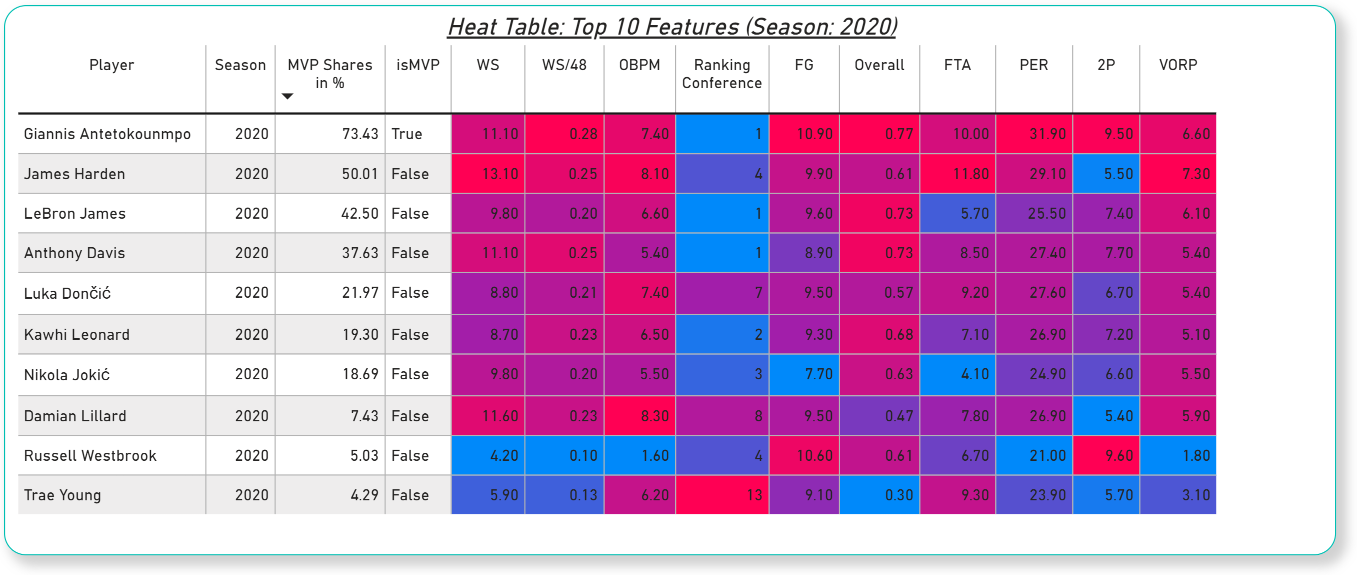 Heat Table: Top 10 Features (Season: 2020)
Player Season MVP Shares in % isMVP WS WS/48 OBPM Ranking Conference FG Overall FTA PER 2P VORP
Giannis Antetokounmpo 2020 73.43 True 11.10 0.28 7.40 1 10.90 0.77 10.00 31.90 9.50 6.60
James Harden 2020 50.01 False 13.10 0.25 8.10 4 9.90 0.61 11.80 29.10 5.50 7.30
LeBron James 2020 42.50 False 9.80 0.20 6.60 1 9.60 0.73 5.70 25.50 7.40 6.10
Anthony Davis 2020 37.63 False 11.10 0.25 5.40 1 8.90 0.73 8.50 27.40 7.70 5.40
Luka Dončić 2020 21.97 False 8.80 0.21 7.40 7 9.50 0.57 9.20 27.60 6.70 5.40
Kawhi Leonard 2020 19.30 False 8.70 0.23 6.50 2 9.30 0.68 7.10 26.90 7.20 5.10
Nikola Jokić 2020 18.69 False 9.80 0.20 5.50 3 7.70 0.63 4.10 24.90 6.60 5.50
Damian Lillard 2020 7.43 False 11.60 0.23 8.30 8 9.50 0.47 7.80 26.90 5.40 5.90
Russell Westbrook 2020 5.03 False 4.20 0.10 1.60 4 10.60 0.61 6.70 21.00 9.60 1.80
Trae Young 2020 4.29 False 5.90 0.13 6.20 13 9.10 0.30 9.30 23.90 5.70 3.10